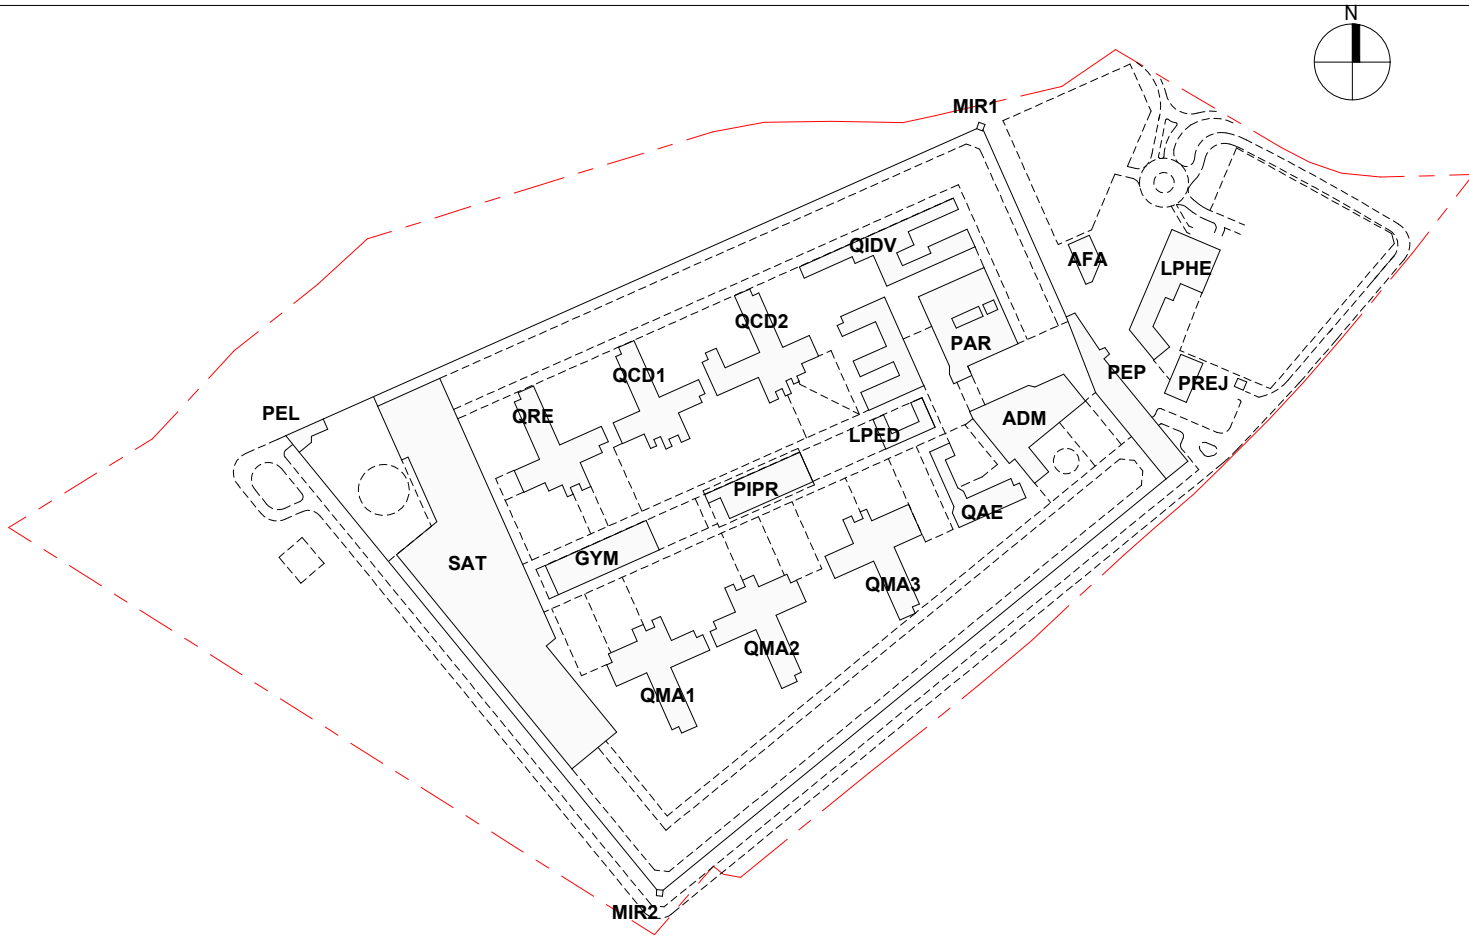 N
MIR1
QIDV
AFA
LPHE
QCD2
PAR
QCD1
PEP
PREJ
PEL
QRE
ADM
LPED
PIPR
QAE
SAT
GYM
QMA3
QMA2
QMA1
MIR2